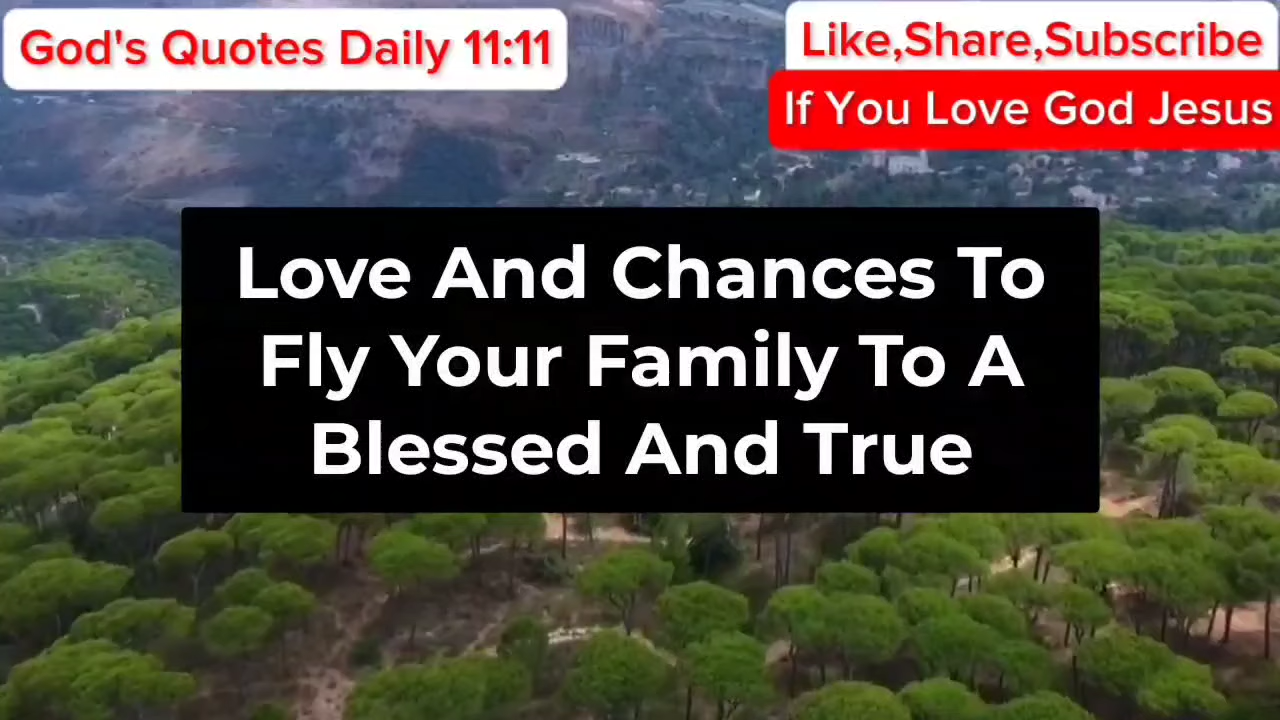 God's Quotes Daily 11:11
Like,Share,Subscribe
If You Love God Jesus
Love And Chances To
Fly Your Family To A
Blessed And True